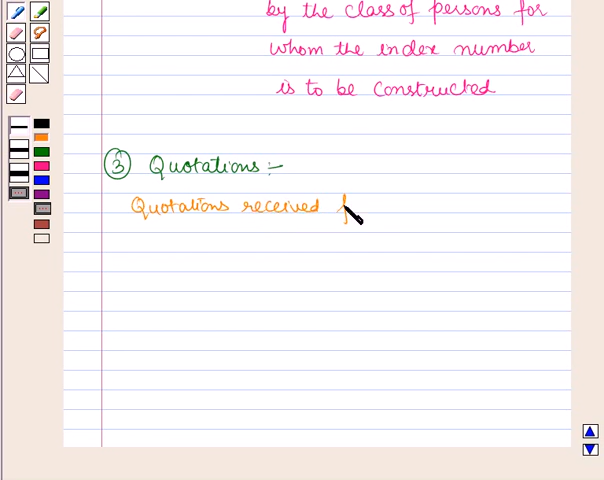 by the class of persons for
whom the index number
is to be constructed
③ Quotations :-
Quotations received f